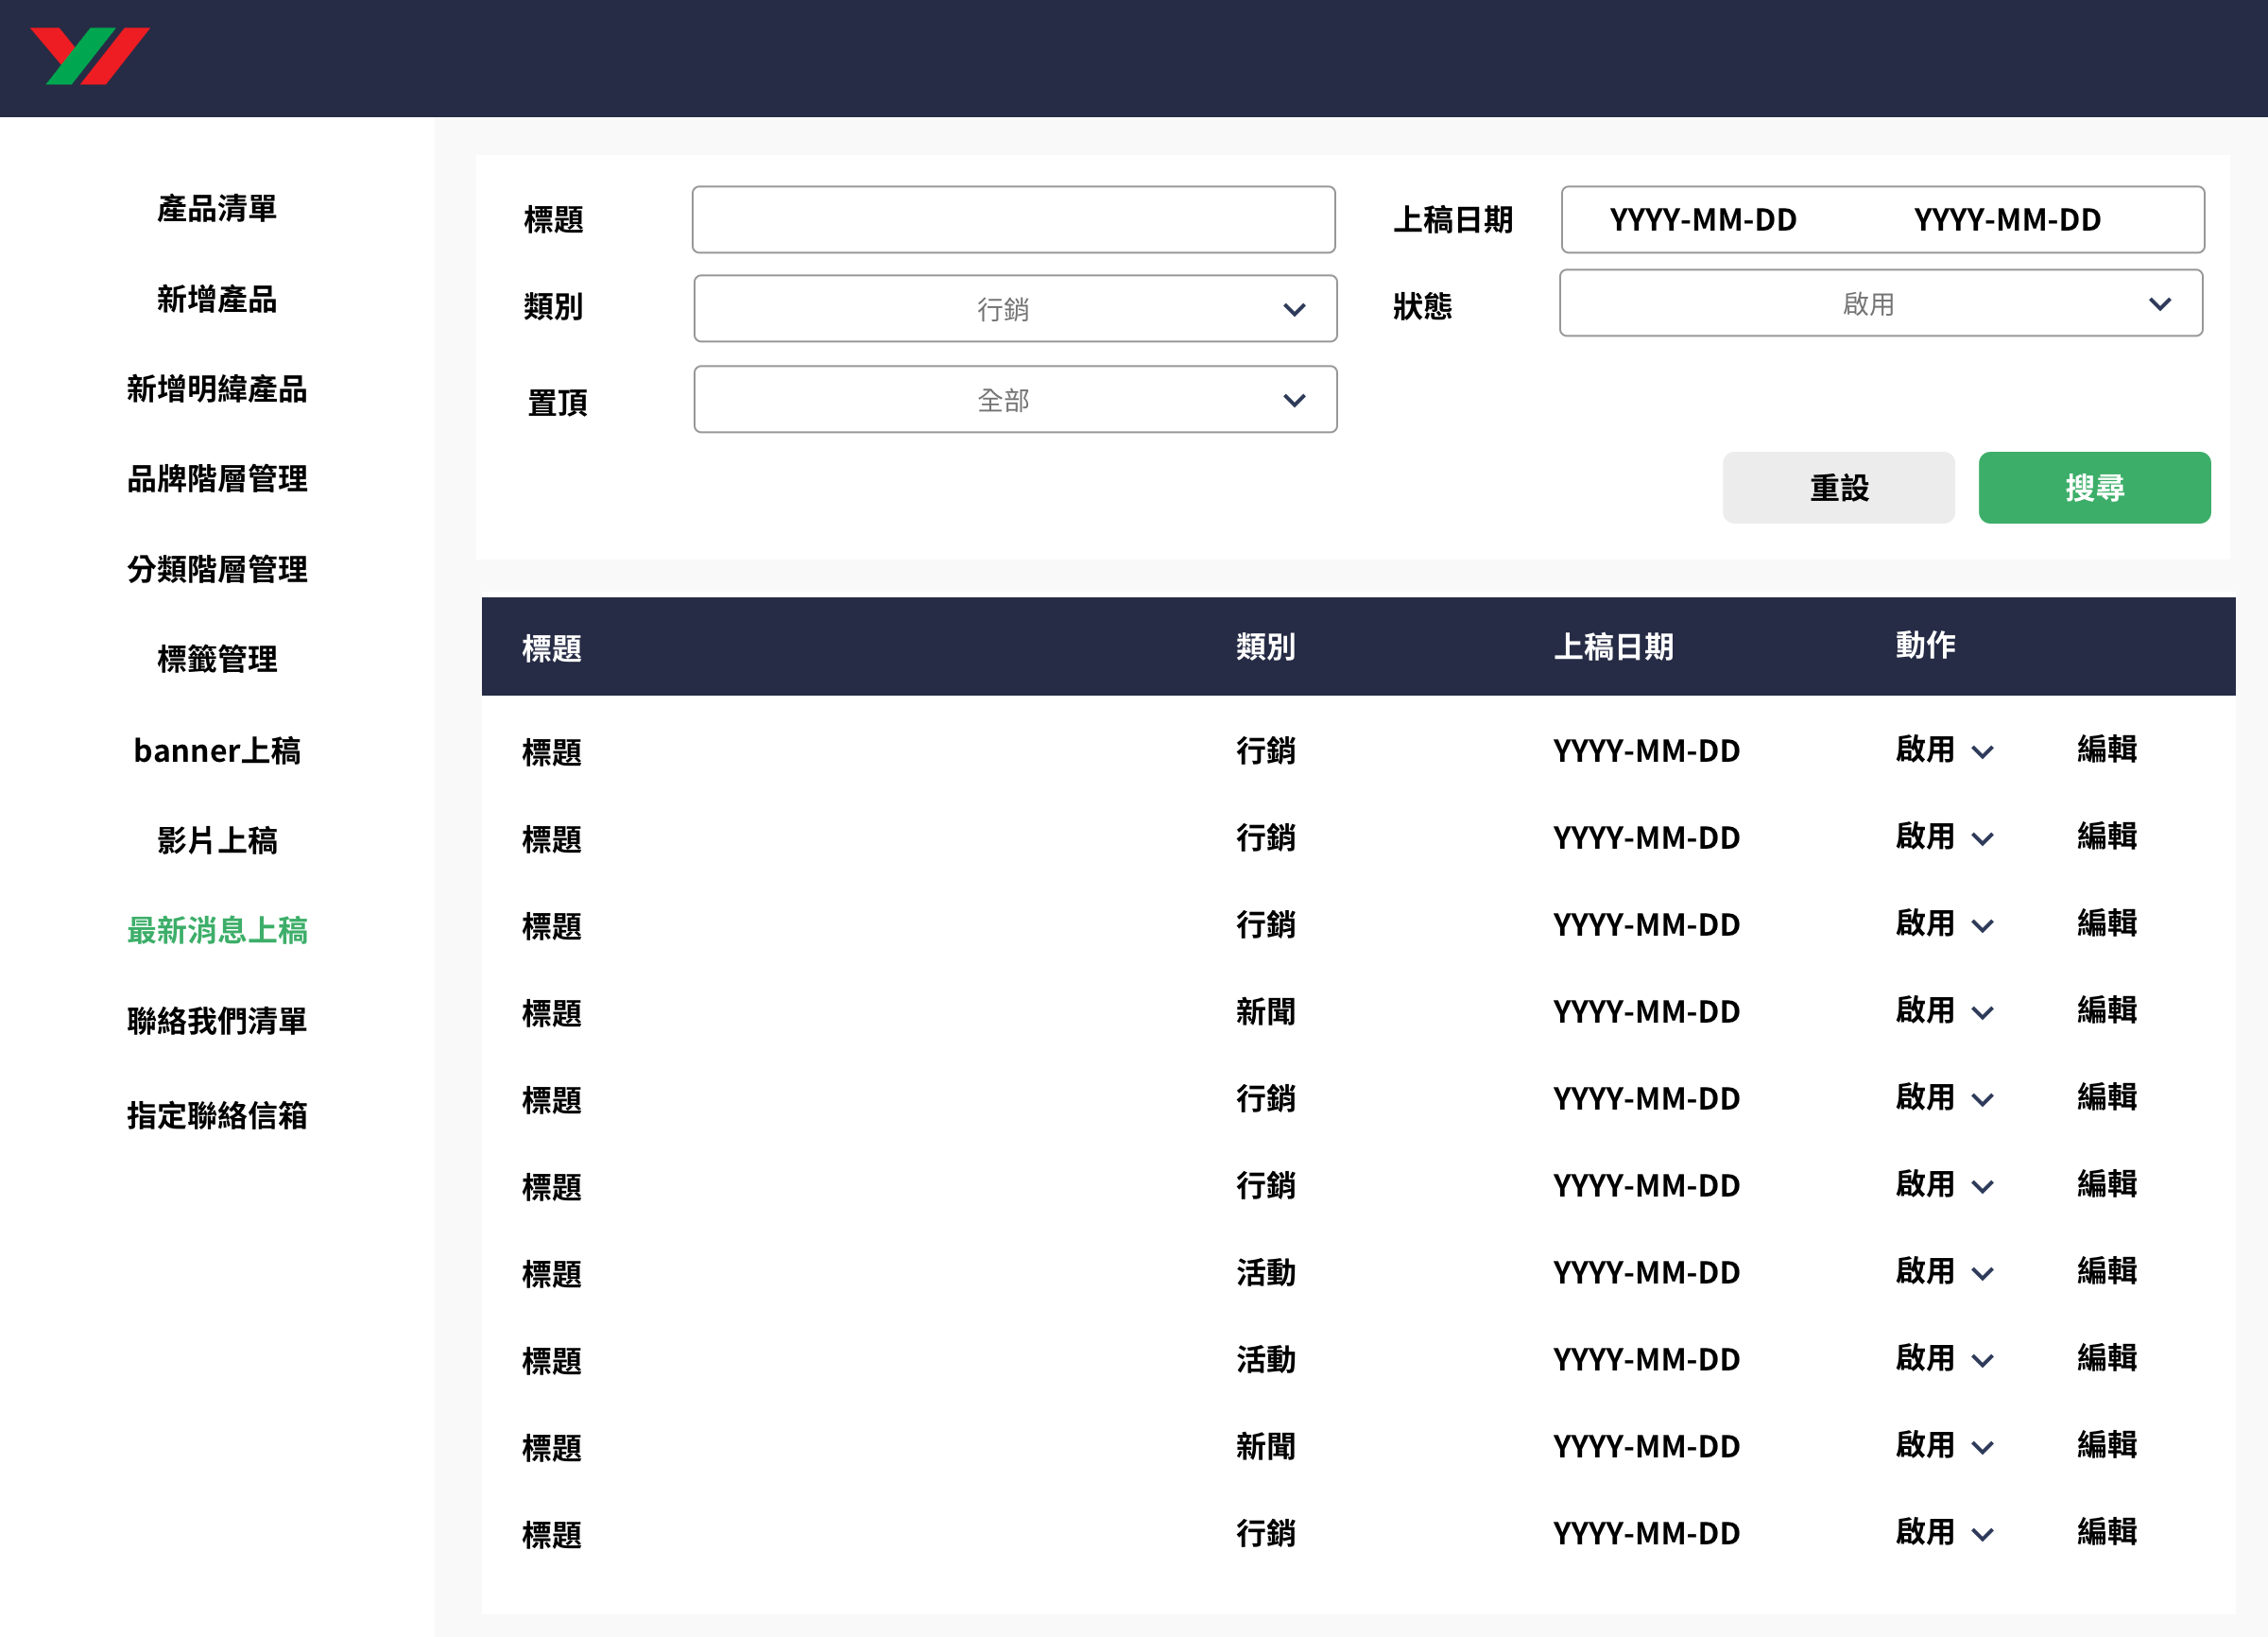 產品清單
新增產品
新增明緯產品
品牌階層管理
分類階層管理
標籤管理
banner上稿
影片上稿
最新消息上稿
聯絡我們清單
指定聯絡信箱
標題
上稿日期 YYYY-MM-DD YYYY-MM-DD
類別 行銷
狀態 啟用
置頂 全部
重設 搜尋
標題 類別 上稿日期 動作
標題 行銷 YYYY-MM-DD 啟用 編輯
標題 行銷 YYYY-MM-DD 啟用 編輯
標題 行銷 YYYY-MM-DD 啟用 編輯
標題 新聞 YYYY-MM-DD 啟用 編輯
標題 行銷 YYYY-MM-DD 啟用 編輯
標題 行銷 YYYY-MM-DD 啟用 編輯
標題 活動 YYYY-MM-DD 啟用 編輯
標題 活動 YYYY-MM-DD 啟用 編輯
標題 新聞 YYYY-MM-DD 啟用 編輯
標題 行銷 YYYY-MM-DD 啟用 編輯